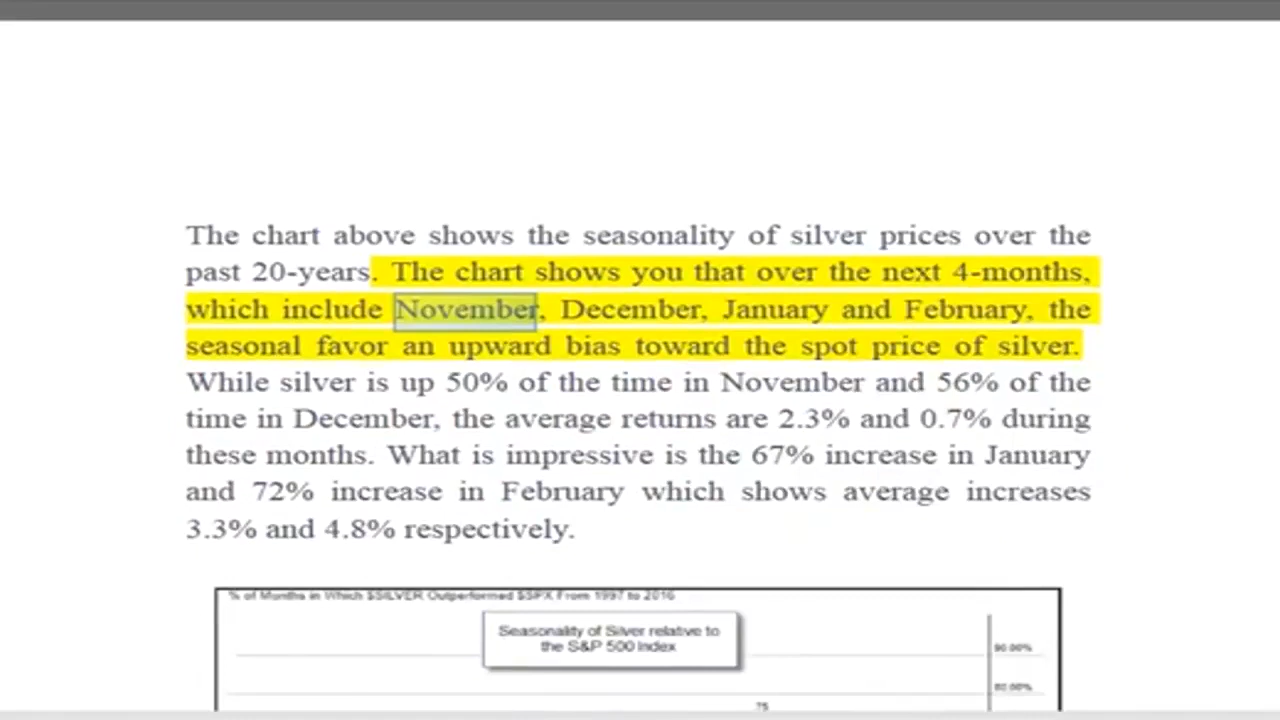 The chart above shows the seasonality of silver prices over the
past 20-years. The chart shows you that over the next 4-months,
which include November, December, January and February, the
seasonal favor an upward bias toward the spot price of silver.
While silver is up 50% of the time in November and 56% of the
time in December, the average returns are 2.3% and 0.7% during
these months. What is impressive is the 67% increase in January
and 72% increase in February which shows average increases
3.3% and 4.8% respectively.
% of Months in Which $SILVER Outperformed $SPX From 1997 to 2016
Seasonality of Silver relative to
the S&P 500 Index
90.00%
80.00%
75